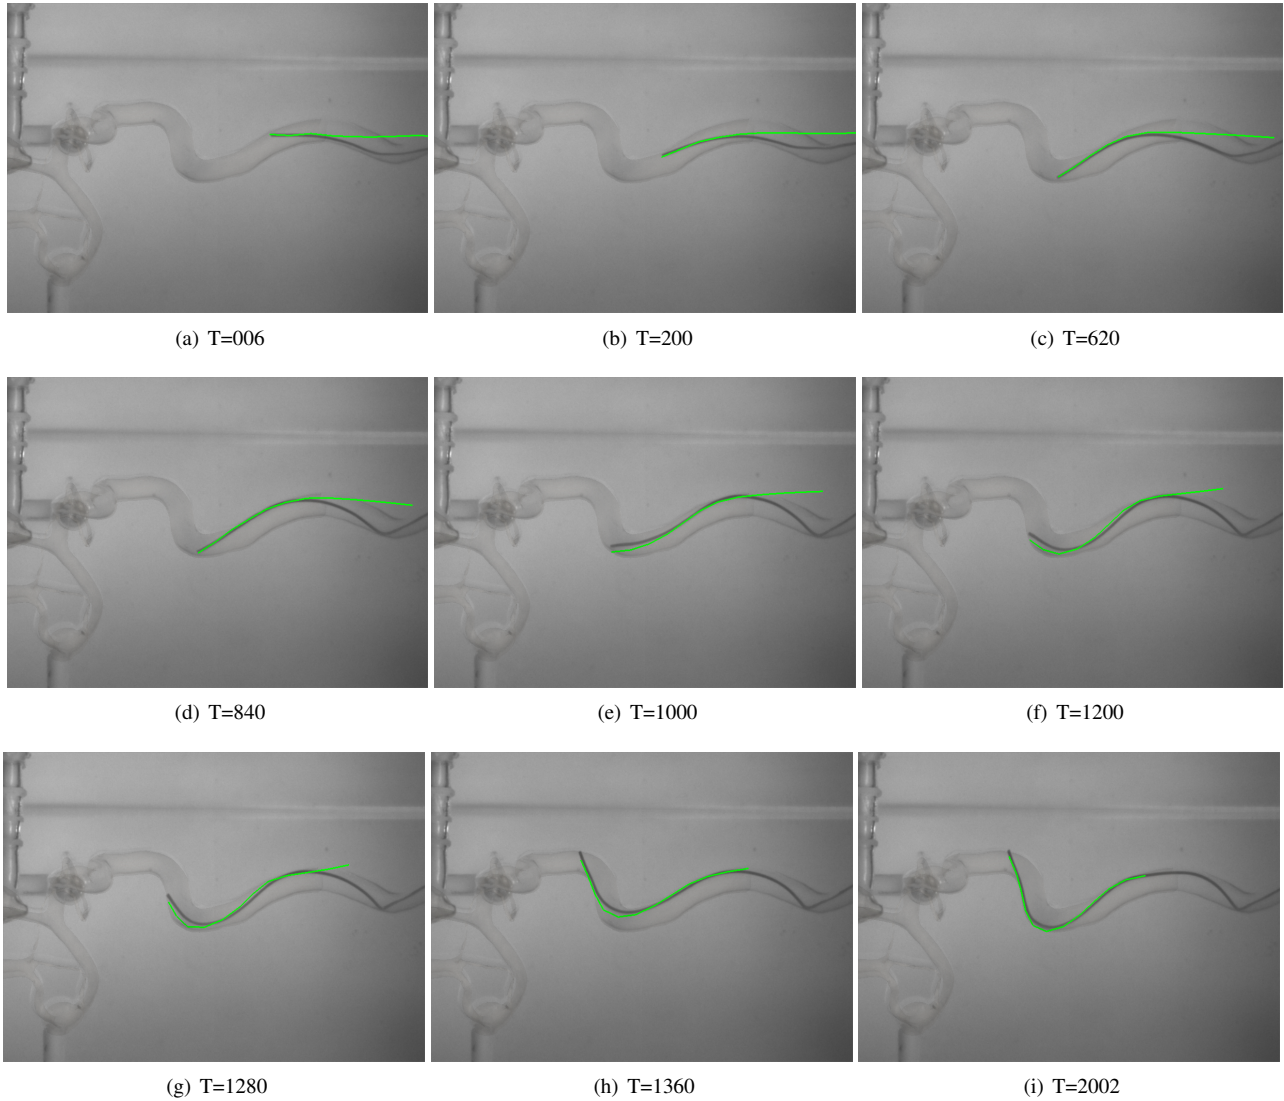 (a) T=006
(b) T=200
(c) T=620
(d) T=840
(e) T=1000
(f) T=1200
(g) T=1280
(h) T=1360
(i) T=2002